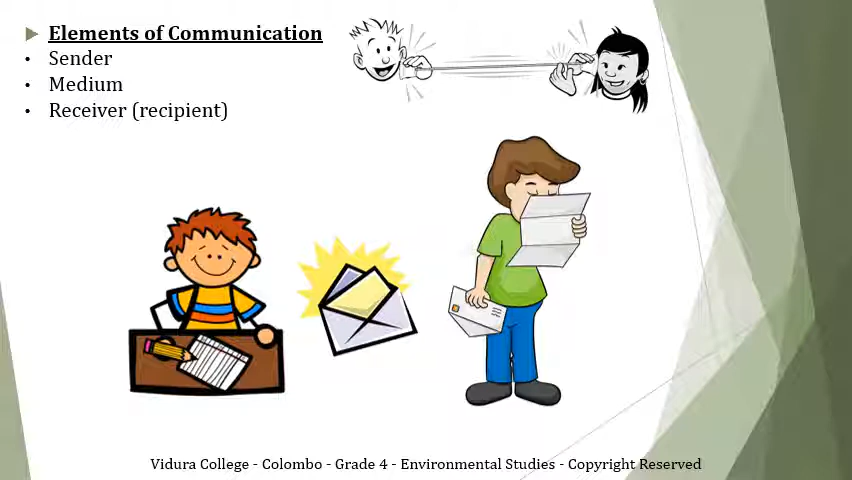 Elements of Communication
• Sender
• Medium
• Receiver (recipient)
Vidura College - Colombo - Grade 4 - Environmental Studies - Copyright Reserved